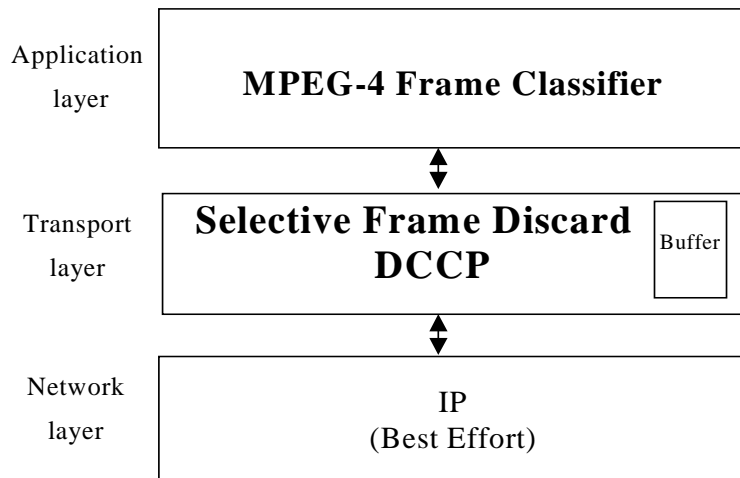 Application
layer
MPEG-4 Frame Classifier
Transport
layer
Selective Frame Discard
DCCP
Buffer
Network
layer
IP
(Best Effort)